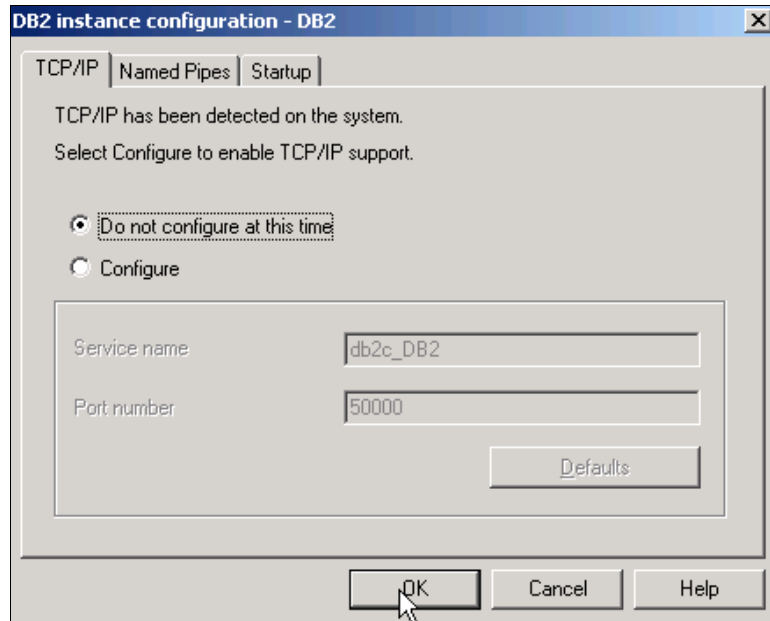 DB2 instance configuration - DB2
TCP/IP Named Pipes Startup
TCP/IP has been detected on the system.
Select Configure to enable TCP/IP support.
Do not configure at this time
Configure
Service name db2c_DB2
Port number 50000
Defaults
OK Cancel Help